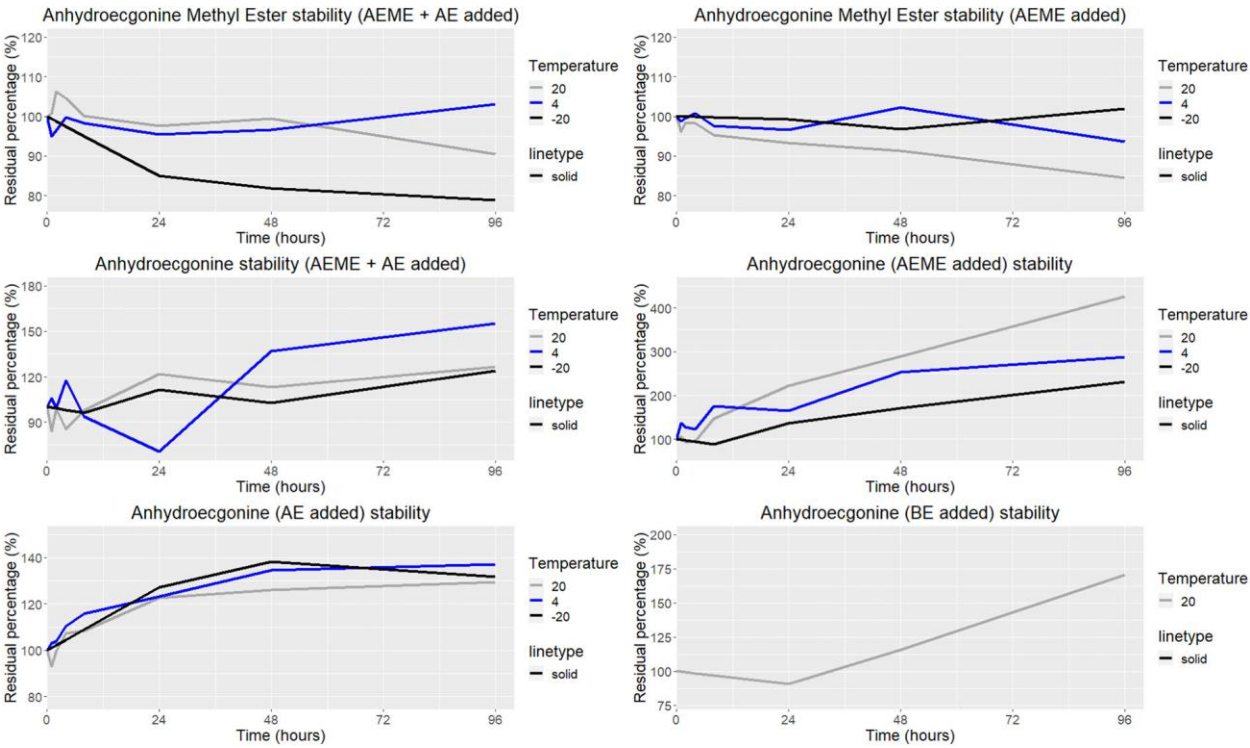 Anhydroecgonine Methyl Ester stability (AEME + AE added)
Residual percentage (%)
120
110
100
90
80
0 24 48 72 96
Time (hours)
Temperature
20
4
-20
linetype
solid
Anhydroecgonine Methyl Ester stability (AEME added)
Residual percentage (%)
120
110
100
90
80
0 24 48 72 96
Time (hours)
Temperature
20
4
-20
linetype
solid
Anhydroecgonine stability (AEME + AE added)
Residual percentage (%)
180
150
120
90
0 24 48 72 96
Time (hours)
Temperature
20
4
-20
linetype
solid
Anhydroecgonine (AEME added) stability
Residual percentage (%)
400
300
200
100
0 24 48 72 96
Time (hours)
Temperature
20
4
-20
linetype
solid
Anhydroecgonine (AE added) stability
Residual percentage (%)
140
120
100
80
0 24 48 72 96
Time (hours)
Temperature
20
4
-20
linetype
solid
Anhydroecgonine (BE added) stability
Residual percentage (%)
200
175
150
125
100
75
0 24 48 72 96
Time (hours)
Temperature
20
linetype
solid